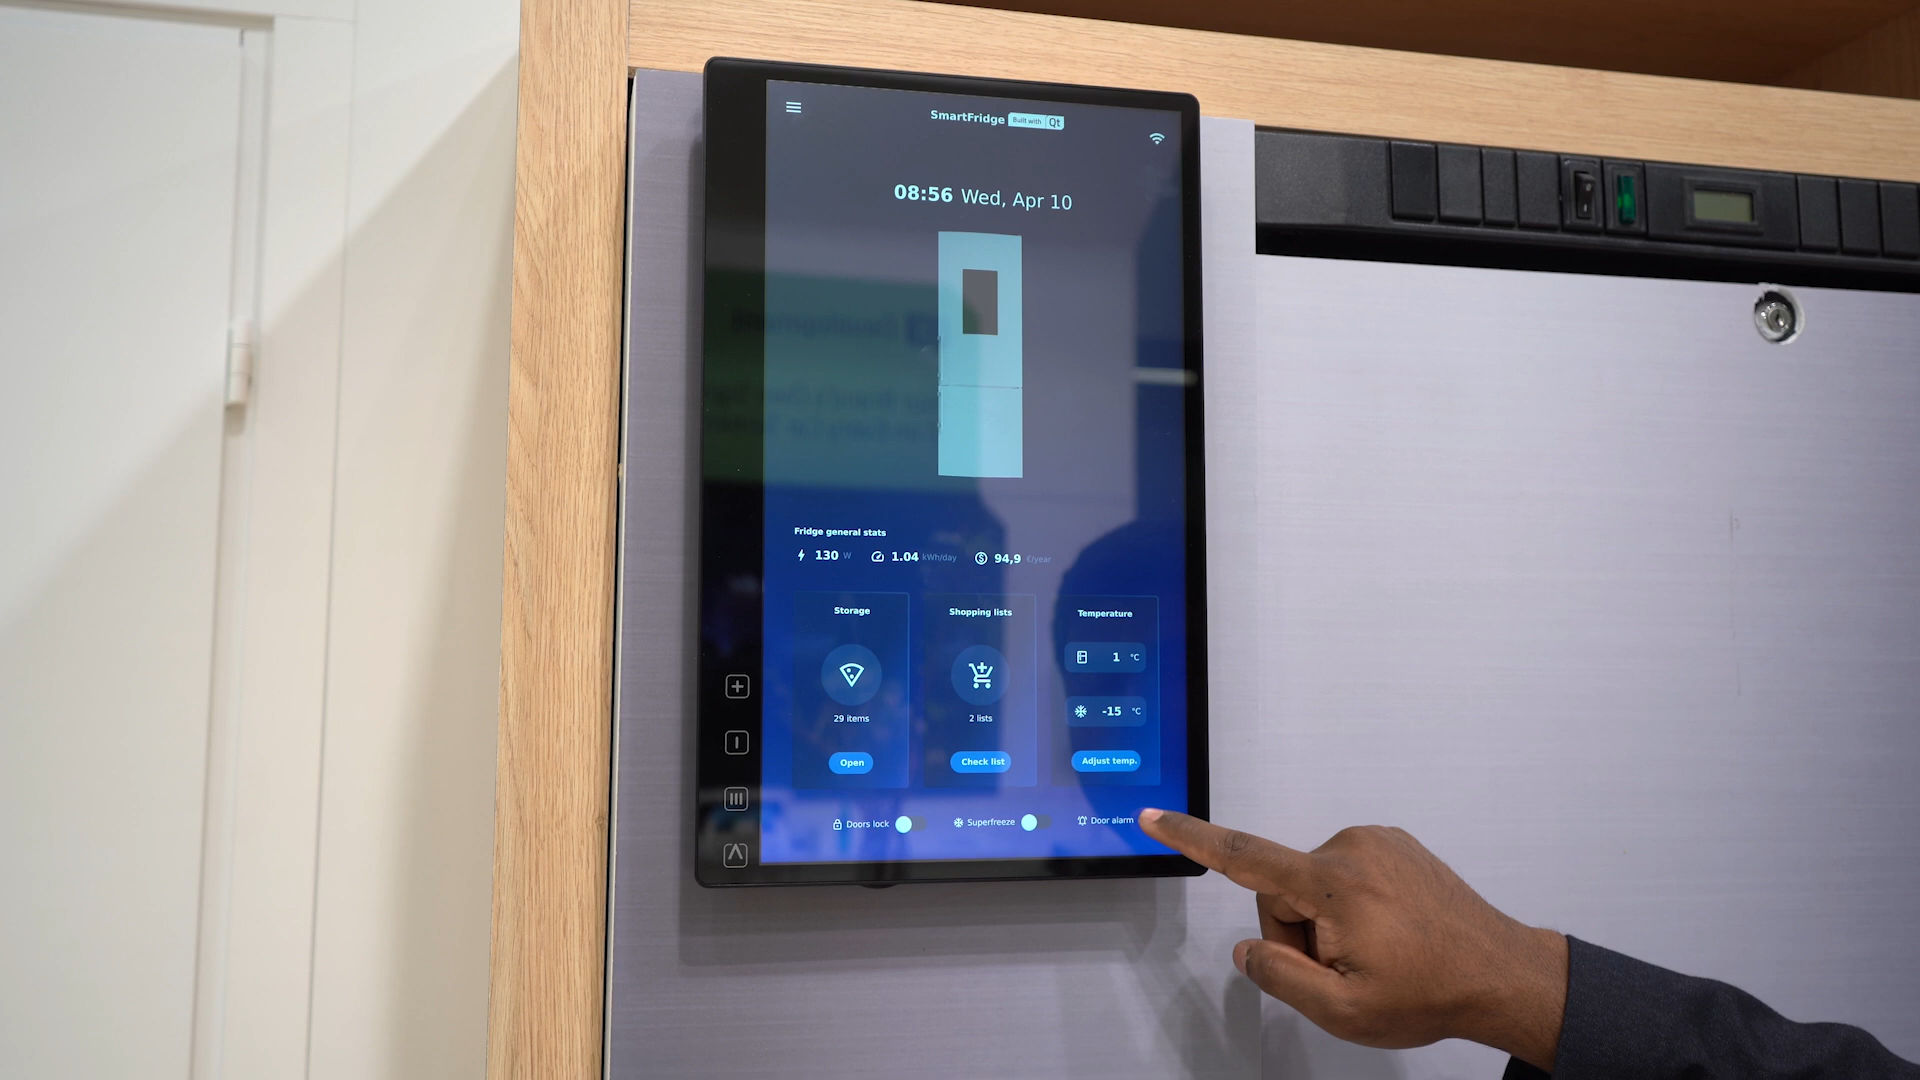 SmartFridge Built with Qt
08:56 Wed, Apr 10
Fridge general stats
130 W 1.04 kWh/day 94,9 €/year
Storage
29 items
Open
Shopping lists
2 lists
Check list
Temperature
1 °C
-15 °C
Adjust temp.
Doors lock Superfreeze Door alarm